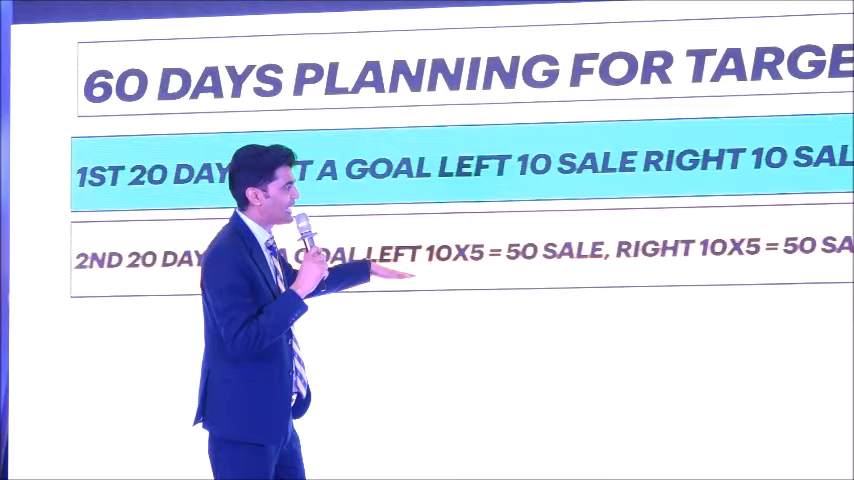 60 DAYS PLANNING FOR TARGE
1ST 20 DAY T A GOAL LEFT 10 SALE RIGHT 10 SAL
2ND 20 DAY A GOAL LEFT 10X5 = 50 SALE, RIGHT 10X5 = 50 SA